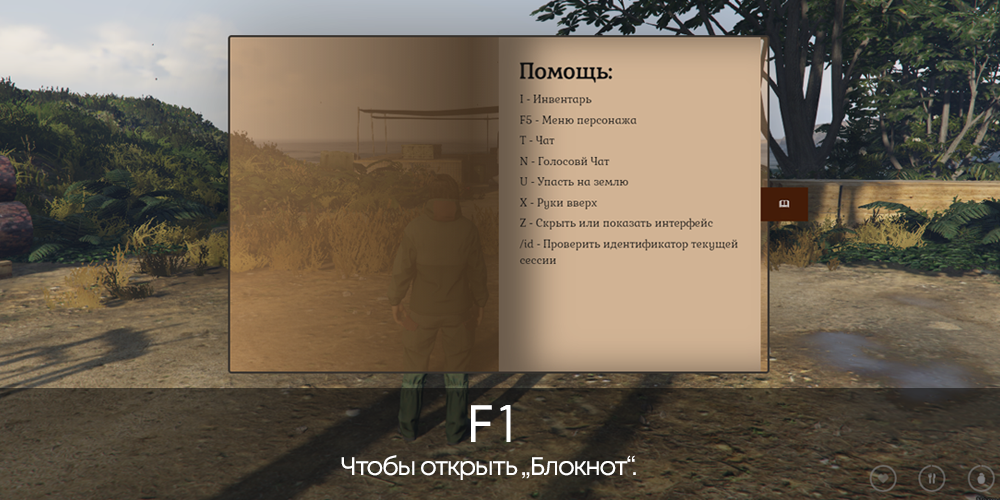 Помощь:
I - Инвентарь
F5 - Меню персонажа
T - Чат
N - Голосовй Чат
U - Упасть на землю
X - Руки вверх
Z - Скрыть или показать интерфейс
/id - Проверить идентификатор текущей
сессии
F1
Чтобы открыть „Блокнот“.